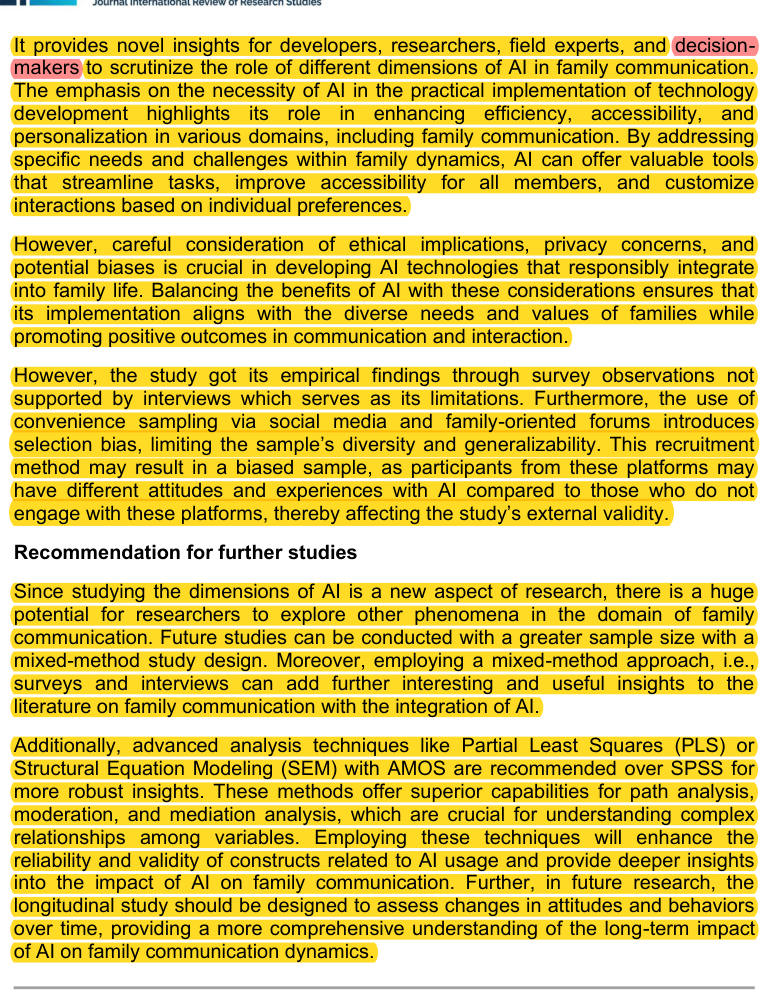 Journal International Review of Research Studies
It provides novel insights for developers, researchers, field experts, and decision-
makers to scrutinize the role of different dimensions of AI in family communication.
The emphasis on the necessity of AI in the practical implementation of technology
development highlights its role in enhancing efficiency, accessibility, and
personalization in various domains, including family communication. By addressing
specific needs and challenges within family dynamics, AI can offer valuable tools
that streamline tasks, improve accessibility for all members, and customize
interactions based on individual preferences.
However, careful consideration of ethical implications, privacy concerns, and
potential biases is crucial in developing AI technologies that responsibly integrate
into family life. Balancing the benefits of AI with these considerations ensures that
its implementation aligns with the diverse needs and values of families while
promoting positive outcomes in communication and interaction.
However, the study got its empirical findings through survey observations not
supported by interviews which serves as its limitations. Furthermore, the use of
convenience sampling via social media and family-oriented forums introduces
selection bias, limiting the sample's diversity and generalizability. This recruitment
method may result in a biased sample, as participants from these platforms may
have different attitudes and experiences with AI compared to those who do not
engage with these platforms, thereby affecting the study's external validity.
Recommendation for further studies
Since studying the dimensions of AI is a new aspect of research, there is a huge
potential for researchers to explore other phenomena in the domain of family
communication. Future studies can be conducted with a greater sample size with a
mixed-method study design. Moreover, employing a mixed-method approach, i.e.,
surveys and interviews can add further interesting and useful insights to the
literature on family communication with the integration of AI.
Additionally, advanced analysis techniques like Partial Least Squares (PLS) or
Structural Equation Modeling (SEM) with AMOS are recommended over SPSS for
more robust insights. These methods offer superior capabilities for path analysis,
moderation, and mediation analysis, which are crucial for understanding complex
relationships among variables. Employing these techniques will enhance the
reliability and validity of constructs related to AI usage and provide deeper insights
into the impact of AI on family communication. Further, in future research, the
longitudinal study should be designed to assess changes in attitudes and behaviors
over time, providing a more comprehensive understanding of the long-term impact
of AI on family communication dynamics.